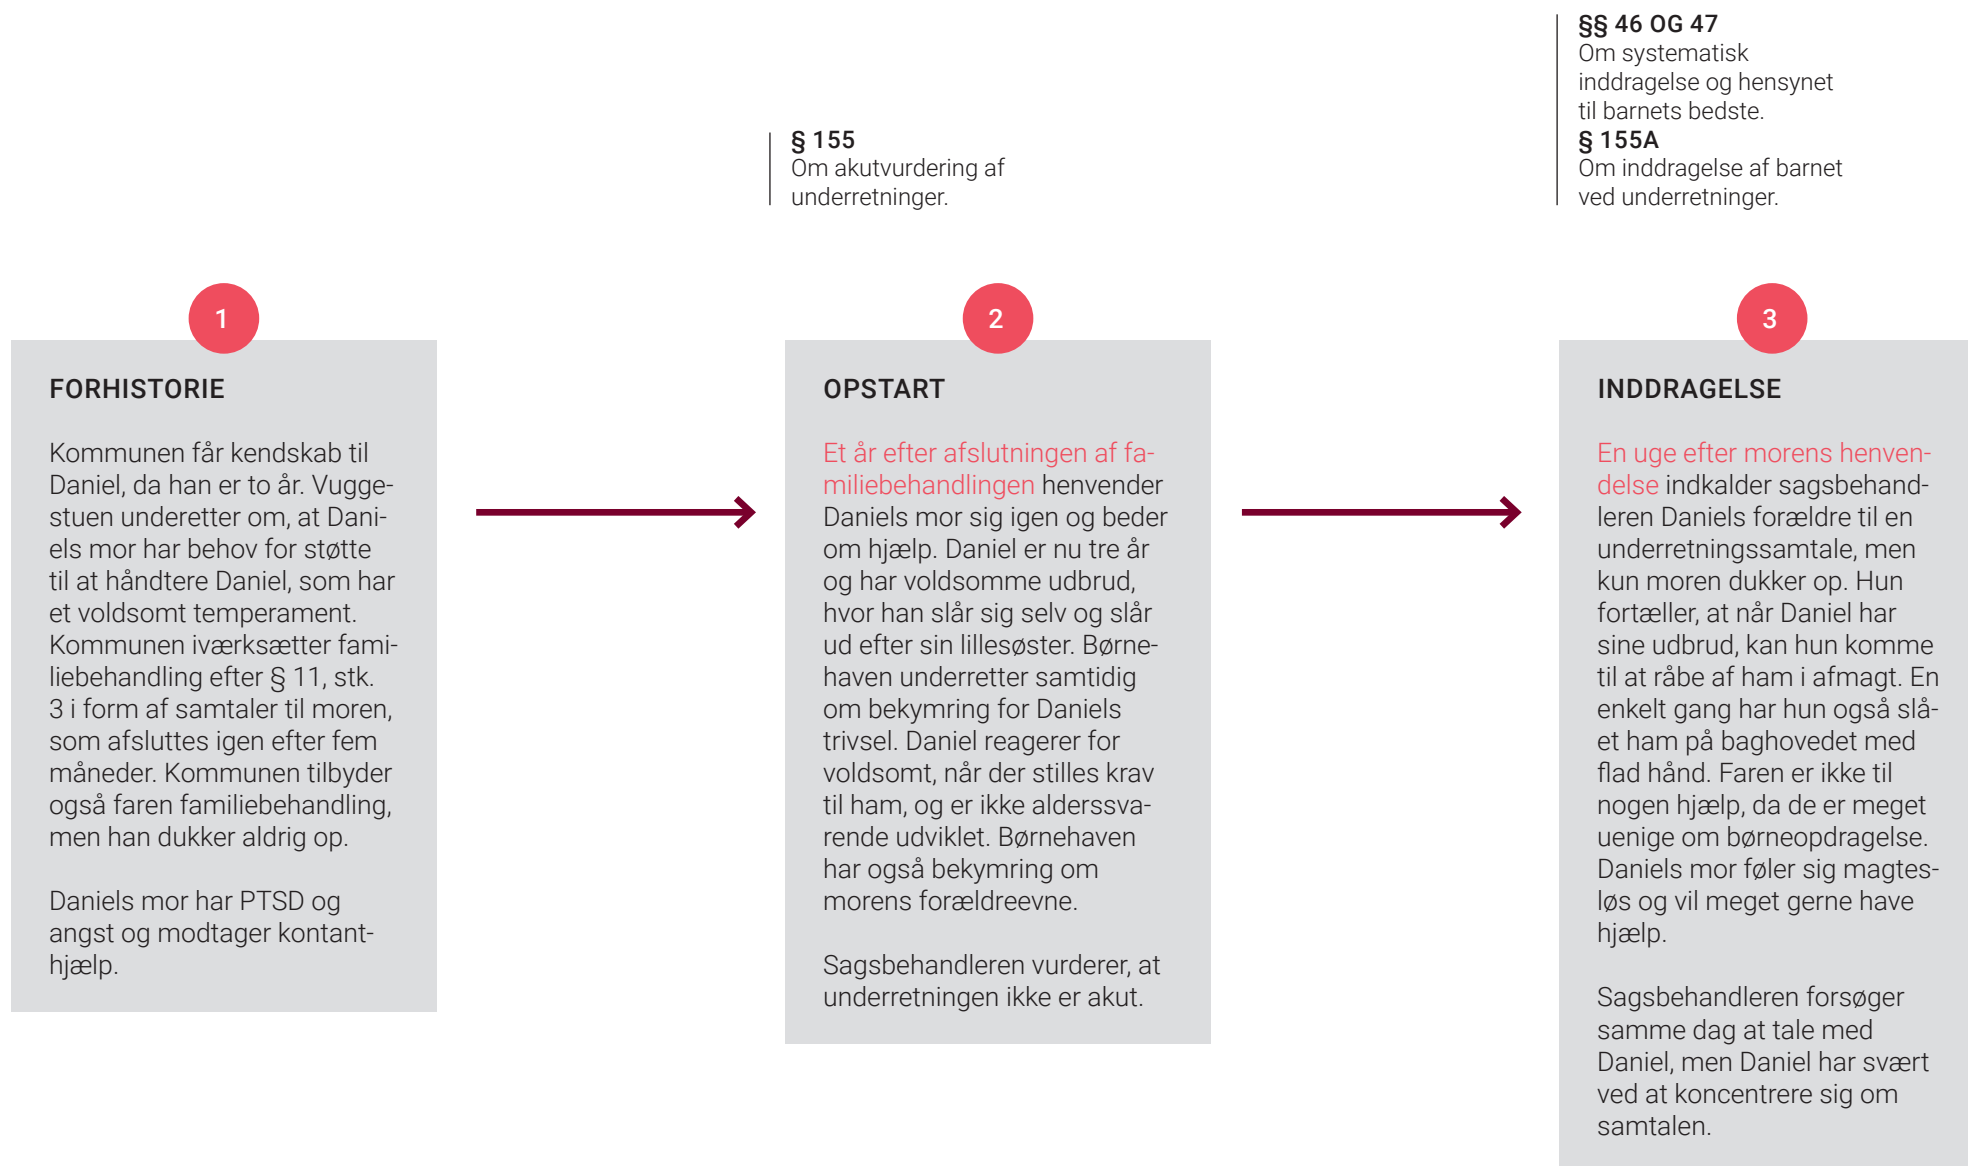 §§ 46 OG 47
Om systematisk
inddragelse og hensynet
til barnets bedste.
§ 155A
Om inddragelse af barnet
ved underretninger.
§ 155
Om akutvurdering af
underretninger.
1
FORHISTORIE
Kommunen får kendskab til
Daniel, da han er to år. Vugge-
stuen underetter om, at Dani-
els mor har behov for støtte
til at håndtere Daniel, som har
et voldsomt temperament.
Kommunen iværksætter fami-
liebehandling efter § 11, stk.
3 i form af samtaler til moren,
som afsluttes igen efter fem
måneder. Kommunen tilbyder
også faren familiebehandling,
men han dukker aldrig op.
Daniels mor har PTSD og
angst og modtager kontant-
hjælp.
2
OPSTART
Et år efter afslutningen af fa-
miliebehandlingen henvender
Daniels mor sig igen og beder
om hjælp. Daniel er nu tre år
og har voldsomme udbrud,
hvor han slår sig selv og slår
ud efter sin lillesøster. Børne-
haven underretter samtidig
om bekymring for Daniels
trivsel. Daniel reagerer for
voldsomt, når der stilles krav
til ham, og er ikke alderssva-
rende udviklet. Børnehaven
har også bekymring om
morens forældreevne.
Sagsbehandleren vurderer, at
underretningen ikke er akut.
3
INDDRAGELSE
En uge efter morens henven-
delse indkalder sagsbehand-
leren Daniels forældre til en
underretningssamtale, men
kun moren dukker op. Hun
fortæller, at når Daniel har
sine udbrud, kan hun komme
til at råbe af ham i afmagt. En
enkelt gang har hun også slå-
et ham på baghovedet med
flad hånd. Faren er ikke til
nogen hjælp, da de er meget
uenige om børneopdragelse.
Daniels mor føler sig magtes-
løs og vil meget gerne have
hjælp.
Sagsbehandleren forsøger
samme dag at tale med
Daniel, men Daniel har svært
ved at koncentrere sig om
samtalen.